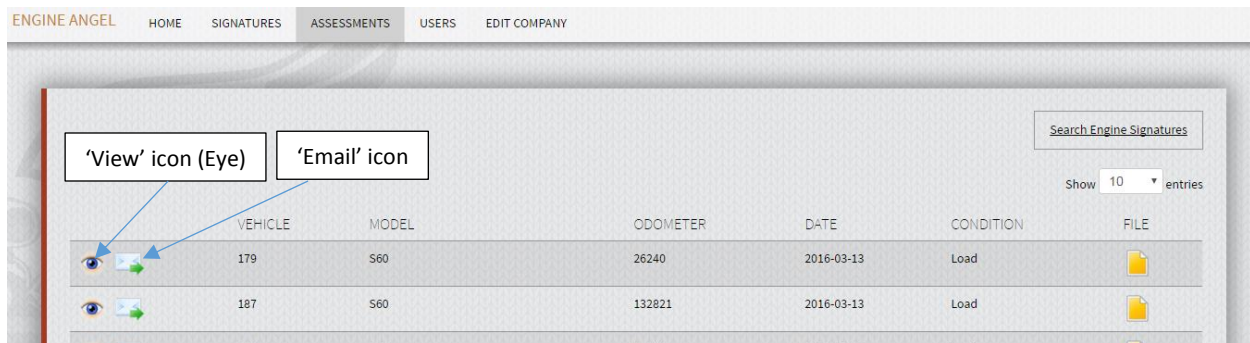 ENGINE ANGEL HOME SIGNATURES ASSESSMENTS USERS EDIT COMPANY
Search Engine Signatures
‘View’ icon (Eye) ‘Email’ icon
Show 10 entries
VEHICLE MODEL ODOMETER DATE CONDITION FILE
179 S60 26240 2016-03-13 Load
187 S60 132821 2016-03-13 Load